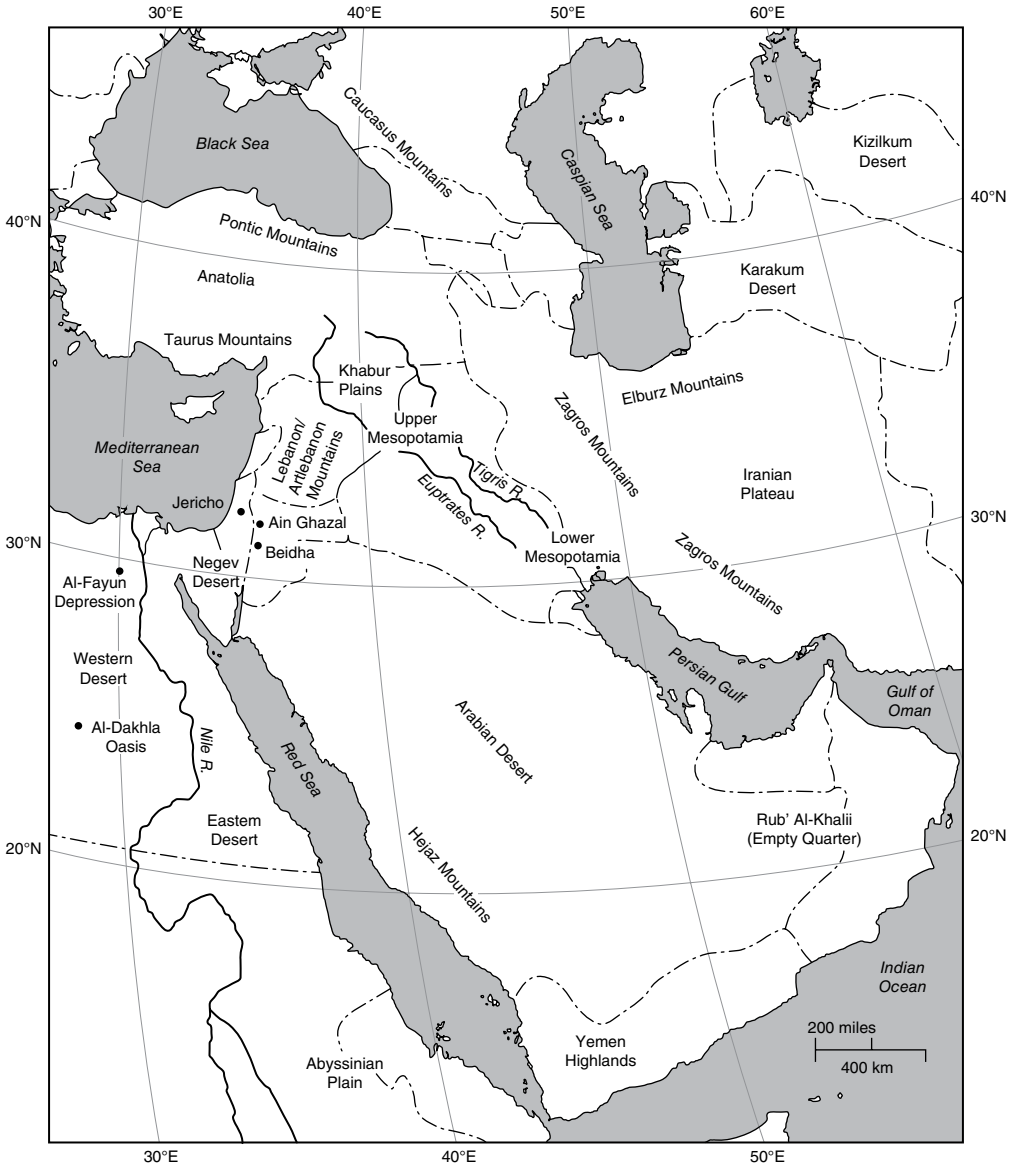 30°E
40°E
50°E
60°E
Black Sea
Caucasus Mountains
Caspian Sea
Kizilkum
Desert
40°N
40°N
Pontic Mountains
Anatolia
Karakum
Desert
Taurus Mountains
Khabur
Plains
Elburz Mountains
Upper
Mesopotamia
Zagros Mountains
Lebanon/
Artlebanon
Mountains
Mediterranean
Sea
Iranian
Plateau
Tigris R.
Euptrates R.
Jericho
Ain Ghazal
Beidha
30°N
30°N
Lower
Mesopotamia
Zagros Mountains
Negev
Desert
Al-Fayun
Depression
Western
Desert
Persian Gulf
Gulf of
Oman
Al-Dakhla
Oasis
Nile R.
Red Sea
Arabian Desert
Eastem
Desert
Rub' Al-Khalii
(Empty Quarter)
20°N
20°N
Hejaz Mountains
Indian
Ocean
200 miles
400 km
Yemen
Highlands
Abyssinian
Plain
30°E
40°E
50°E